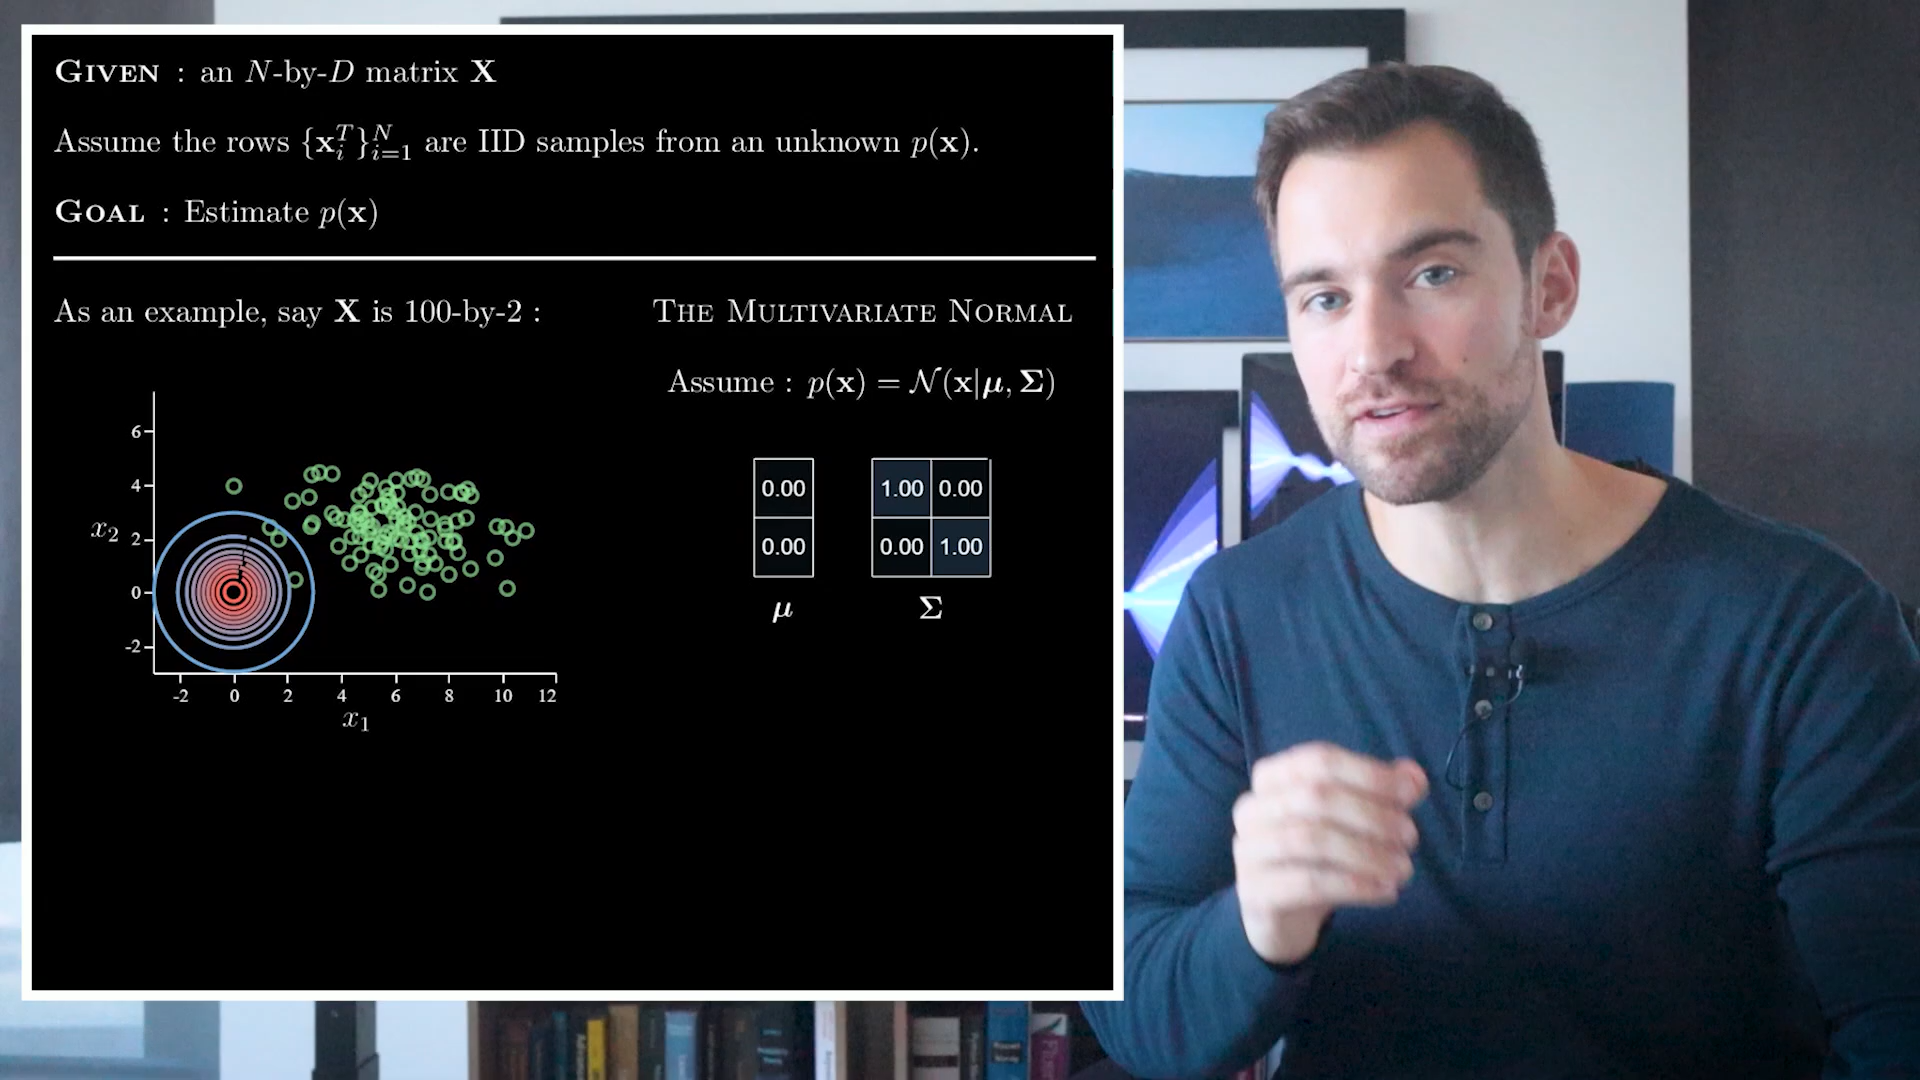 GIVEN : an N-by-D matrix X
Assume the rows {x_i^T}_{i=1}^N are IID samples from an unknown p(x).
GOAL : Estimate p(x)
As an example, say X is 100-by-2 :
THE MULTIVARIATE NORMAL
Assume : p(x) = 𝒩(x|μ, Σ)
6
4
x₂
2
0
-2
-2 0 2 4 6 8 10 12
x₁
0.00
0.00
μ
1.00 0.00
0.00 1.00
Σ